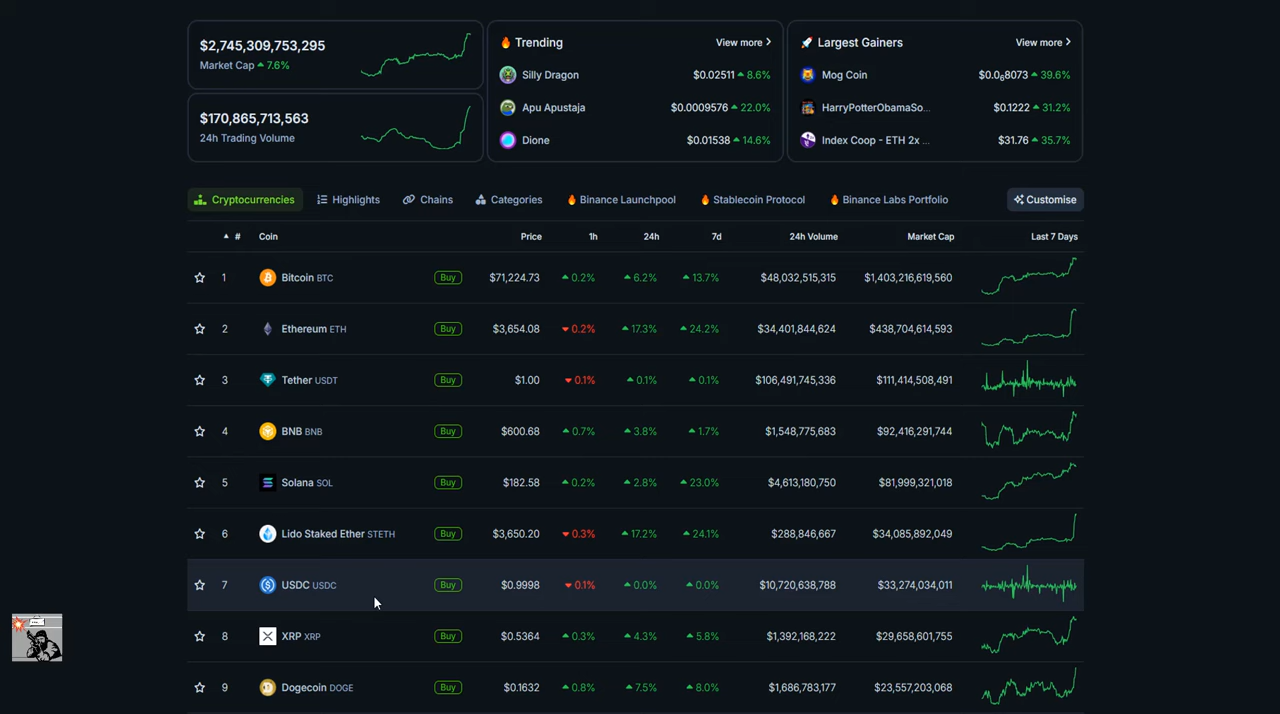 $2,745,309,753,295
Market Cap 7.6%
$170,865,713,563
24h Trading Volume
Trending View more
Silly Dragon $0.02511 8.6%
Apu Apustaja $0.0009576 22.0%
Dione $0.01538 14.6%
Largest Gainers View more
Mog Coin $0.0₆8073 39.6%
HarryPotterObamaSo... $0.1222 31.2%
Index Coop - ETH 2x ... $31.76 35.7%
Cryptocurrencies Highlights Chains Categories Binance Launchpool Stablecoin Protocol Binance Labs Portfolio Customise
# Coin Price 1h 24h 7d 24h Volume Market Cap Last 7 Days
1 Bitcoin BTC Buy $71,224.73 0.2% 6.2% 13.7% $48,032,515,315 $1,403,216,619,560
2 Ethereum ETH Buy $3,654.08 0.2% 17.3% 24.2% $34,401,844,624 $438,704,614,593
3 Tether USDT Buy $1.00 0.1% 0.1% 0.1% $106,491,745,336 $111,414,508,491
4 BNB BNB Buy $600.68 0.7% 3.8% 1.7% $1,548,775,683 $92,416,291,744
5 Solana SOL Buy $182.58 0.2% 2.8% 23.0% $4,613,180,750 $81,999,321,018
6 Lido Staked Ether STETH Buy $3,650.20 0.3% 17.2% 24.1% $288,846,667 $34,085,892,049
7 USDC USDC Buy $0.9998 0.1% 0.0% 0.0% $10,720,638,788 $33,274,034,011
8 XRP XRP Buy $0.5364 0.3% 4.3% 5.8% $1,392,168,222 $29,658,601,755
9 Dogecoin DOGE Buy $0.1632 0.8% 7.5% 8.0% $1,686,783,177 $23,557,203,068